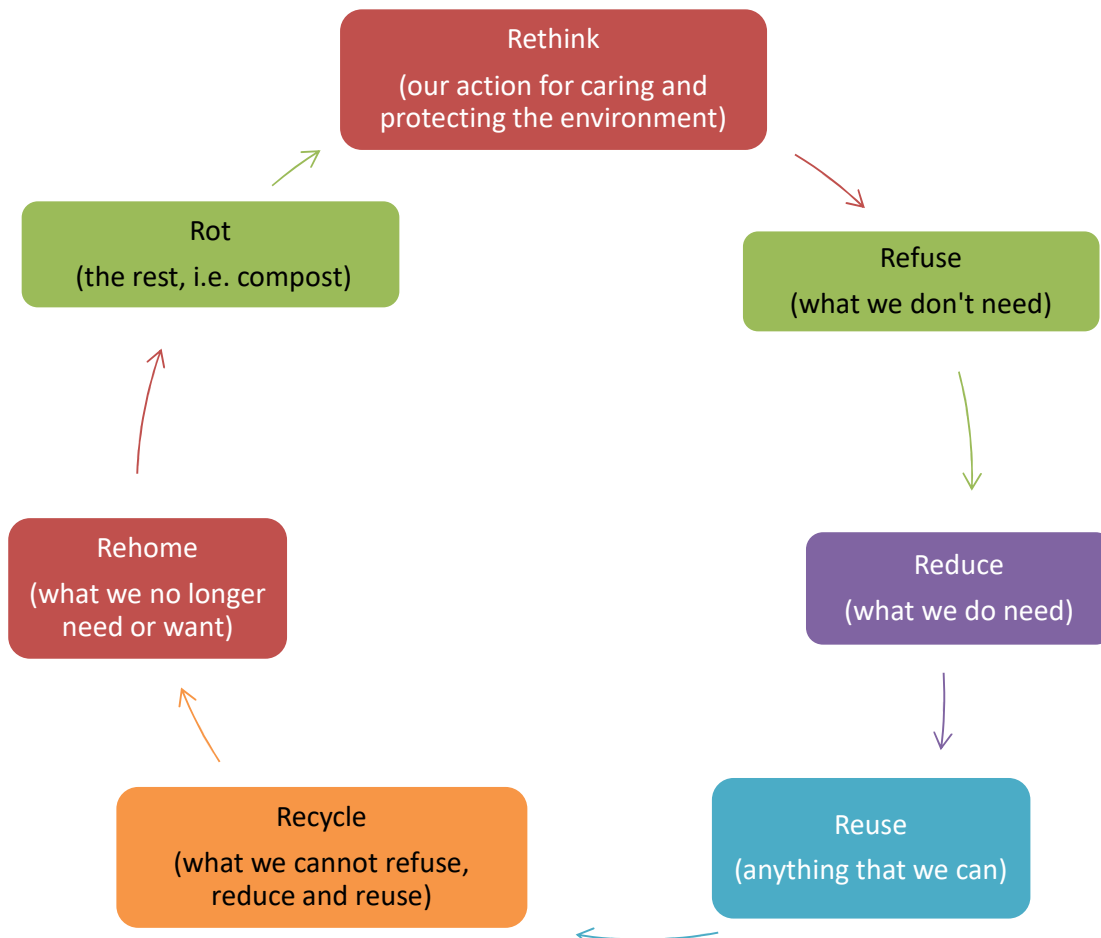 Rethink
(our action for caring and
protecting the environment)
Refuse
(what we don't need)
Reduce
(what we do need)
Reuse
(anything that we can)
Recycle
(what we cannot refuse,
reduce and reuse)
Rehome
(what we no longer
need or want)
Rot
(the rest, i.e. compost)